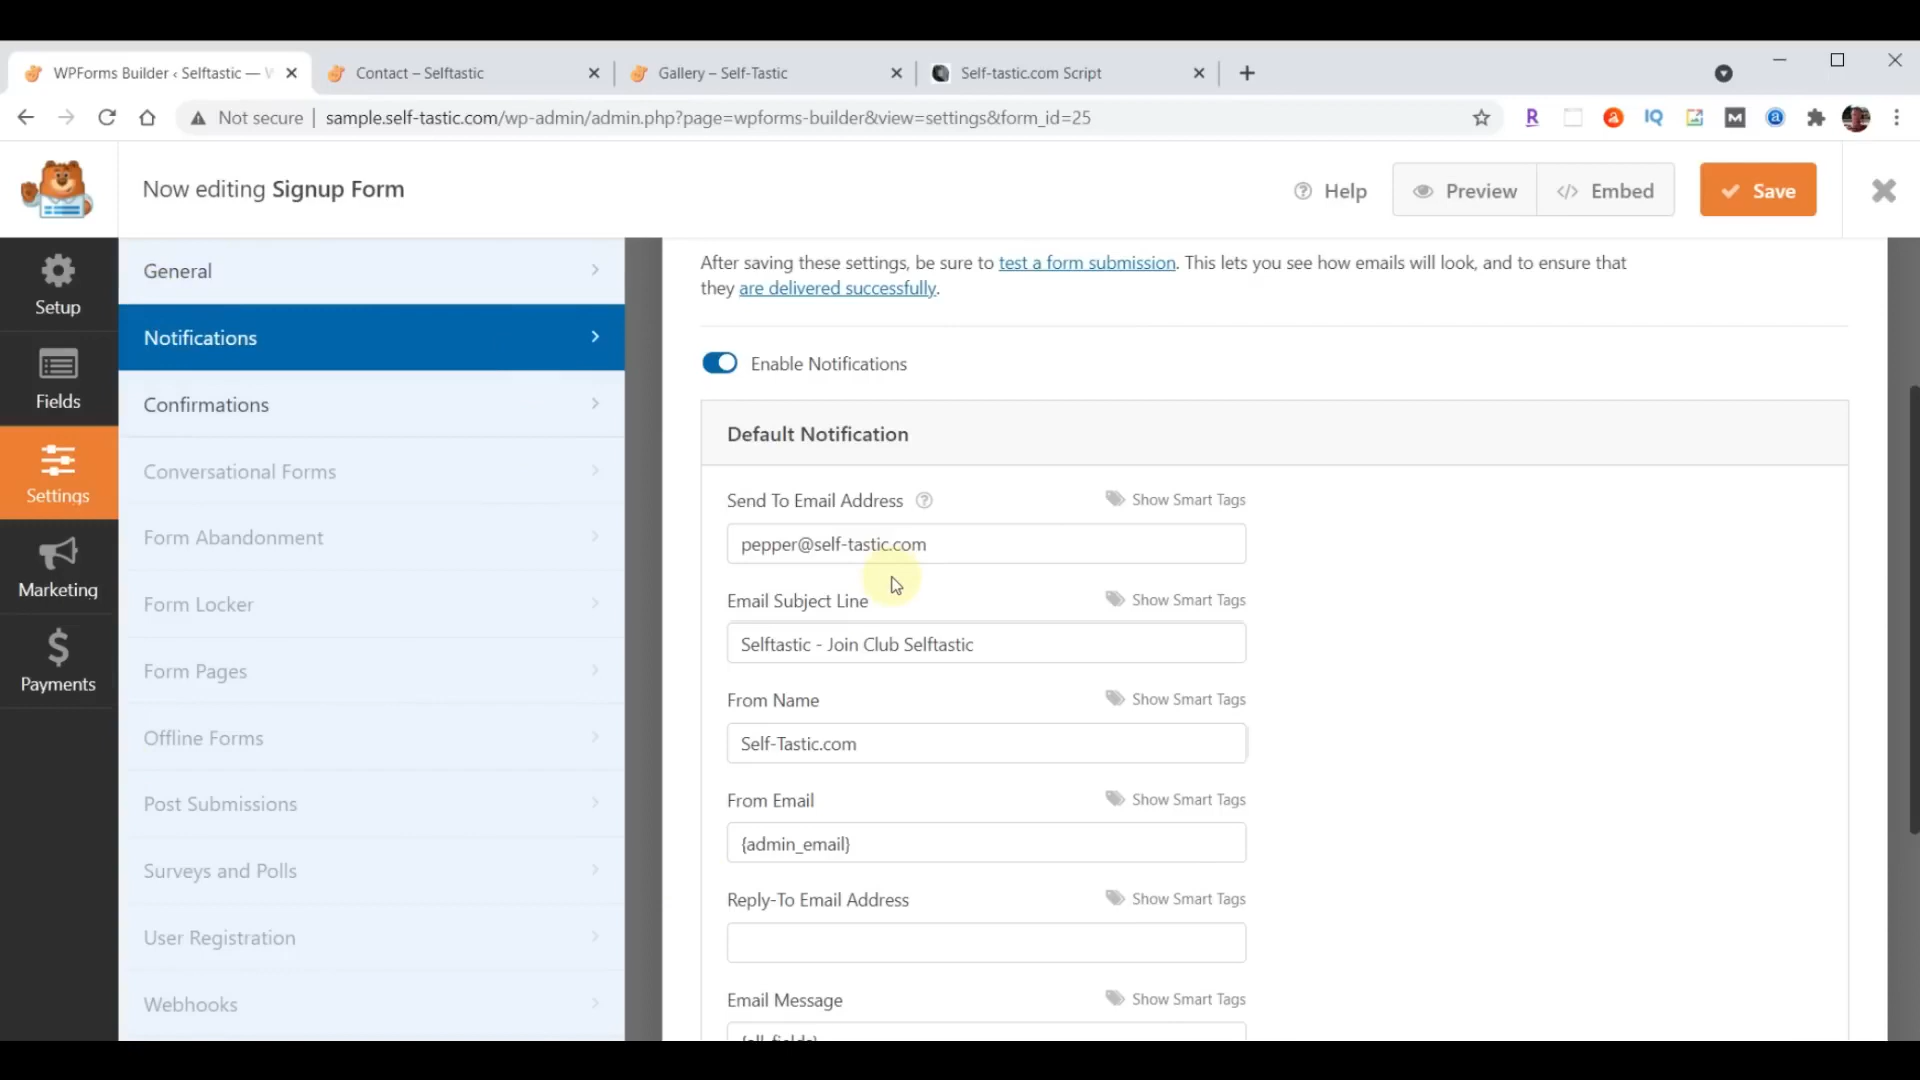 WPForms Builder ‹ Selftastic — W
Contact – Selftastic
Gallery – Self-Tastic
Self-tastic.com Script
Not secure
sample.self-tastic.com/wp-admin/admin.php?page=wpforms-builder&view=settings&form_id=25
Now editing Signup Form
Help
Preview
Embed
Save
Setup
Fields
Settings
Marketing
Payments
General
Notifications
Confirmations
Conversational Forms
Form Abandonment
Form Locker
Form Pages
Offline Forms
Post Submissions
Surveys and Polls
User Registration
Webhooks
After saving these settings, be sure to test a form submission. This lets you see how emails will look, and to ensure that
they are delivered successfully.
Enable Notifications
Default Notification
Send To Email Address
Show Smart Tags
pepper@self-tastic.com
Email Subject Line
Show Smart Tags
Selftastic - Join Club Selftastic
From Name
Show Smart Tags
Self-Tastic.com
From Email
Show Smart Tags
{admin_email}
Reply-To Email Address
Show Smart Tags
Email Message
Show Smart Tags
{all_fields}